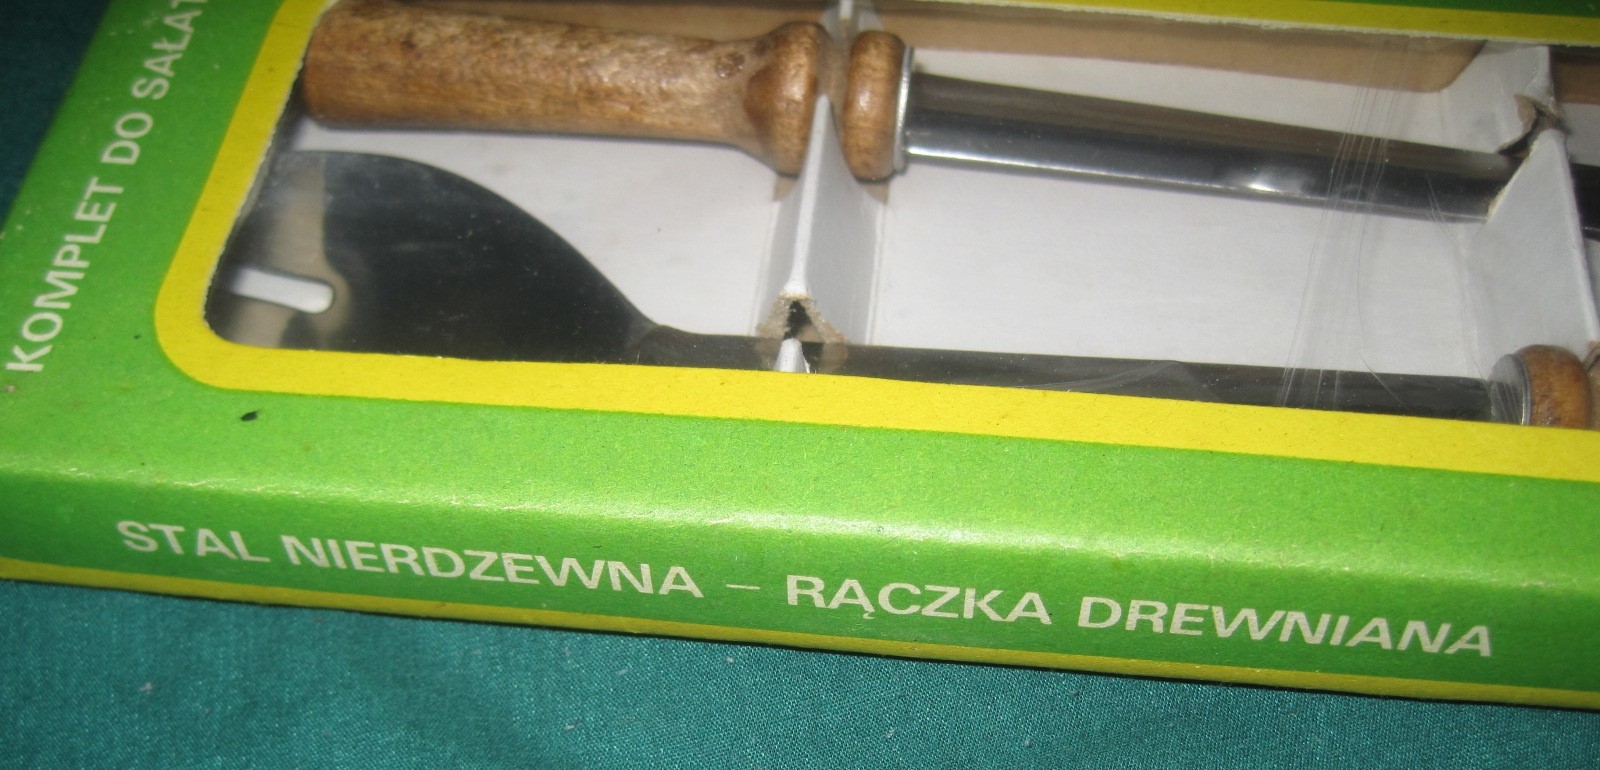 KOMPLET DO SAŁAT
STAL NIERDZEWNA – RĄCZKA DREWNIANA